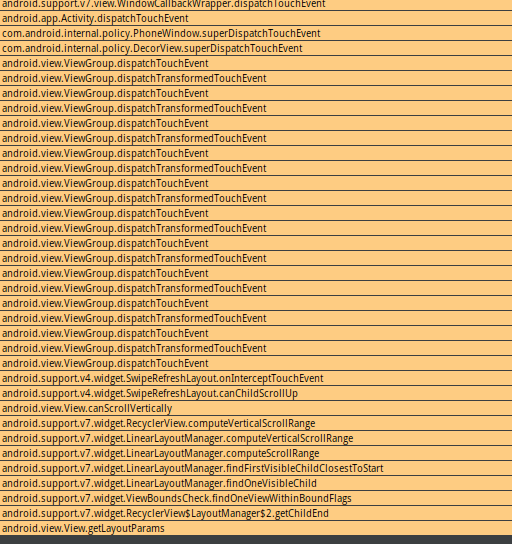 android.support.v7.view.WindowCallbackWrapper.dispatchTouchEvent
android.app.Activity.dispatchTouchEvent
com.android.internal.policy.PhoneWindow.superDispatchTouchEvent
com.android.internal.policy.DecorView.superDispatchTouchEvent
android.view.ViewGroup.dispatchTouchEvent
android.view.ViewGroup.dispatchTransformedTouchEvent
android.view.ViewGroup.dispatchTouchEvent
android.view.ViewGroup.dispatchTransformedTouchEvent
android.view.ViewGroup.dispatchTouchEvent
android.view.ViewGroup.dispatchTransformedTouchEvent
android.view.ViewGroup.dispatchTouchEvent
android.view.ViewGroup.dispatchTransformedTouchEvent
android.view.ViewGroup.dispatchTouchEvent
android.view.ViewGroup.dispatchTransformedTouchEvent
android.view.ViewGroup.dispatchTouchEvent
android.view.ViewGroup.dispatchTransformedTouchEvent
android.view.ViewGroup.dispatchTouchEvent
android.view.ViewGroup.dispatchTransformedTouchEvent
android.view.ViewGroup.dispatchTouchEvent
android.view.ViewGroup.dispatchTransformedTouchEvent
android.view.ViewGroup.dispatchTouchEvent
android.view.ViewGroup.dispatchTransformedTouchEvent
android.view.ViewGroup.dispatchTouchEvent
android.view.ViewGroup.dispatchTransformedTouchEvent
android.view.ViewGroup.dispatchTouchEvent
android.support.v4.widget.SwipeRefreshLayout.onInterceptTouchEvent
android.support.v4.widget.SwipeRefreshLayout.canChildScrollUp
android.view.View.canScrollVertically
android.support.v7.widget.RecyclerView.computeVerticalScrollRange
android.support.v7.widget.LinearLayoutManager.computeVerticalScrollRange
android.support.v7.widget.LinearLayoutManager.computeScrollRange
android.support.v7.widget.LinearLayoutManager.findFirstVisibleChildClosestToStart
android.support.v7.widget.LinearLayoutManager.findOneVisibleChild
android.support.v7.widget.ViewBoundsCheck.findOneViewWithinBoundFlags
android.support.v7.widget.RecyclerView$LayoutManager$2.getChildEnd
android.view.View.getLayoutParams